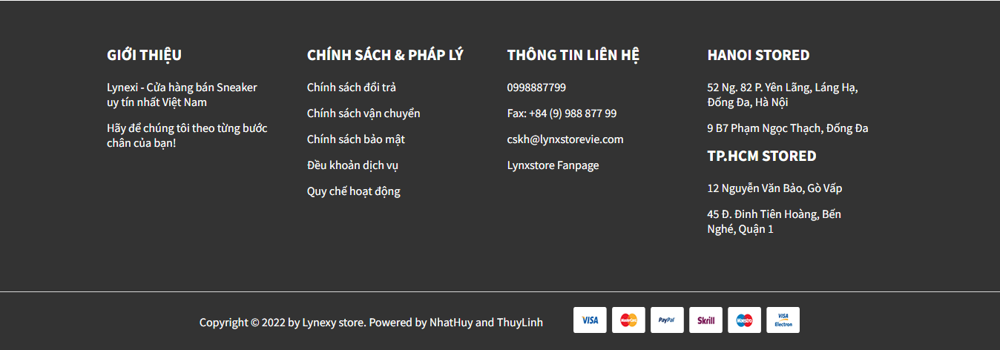 GIỚI THIỆU
Lynexi - Cửa hàng bán Sneaker
uy tín nhất Việt Nam
Hãy để chúng tôi theo từng bước
chân của bạn!
CHÍNH SÁCH & PHÁP LÝ
Chính sách đổi trả
Chính sách vận chuyển
Chính sách bảo mật
Đều khoản dịch vụ
Quy chế hoạt động
THÔNG TIN LIÊN HỆ
0998887799
Fax: +84 (9) 988 877 99
cskh@lynxstorevie.com
Lynxstore Fanpage
HANOI STORED
52 Ng. 82 P. Yên Lãng, Láng Hạ,
Đống Đa, Hà Nội
9 B7 Phạm Ngọc Thạch, Đống Đa
TP.HCM STORED
12 Nguyễn Văn Bảo, Gò Vấp
45 Đ. Đinh Tiên Hoàng, Bến
Nghé, Quận 1
Copyright © 2022 by Lynexy store. Powered by NhatHuy and ThuyLinh
VISA
MasterCard
PayPal
Skrill
Maestro
VISA
Electron